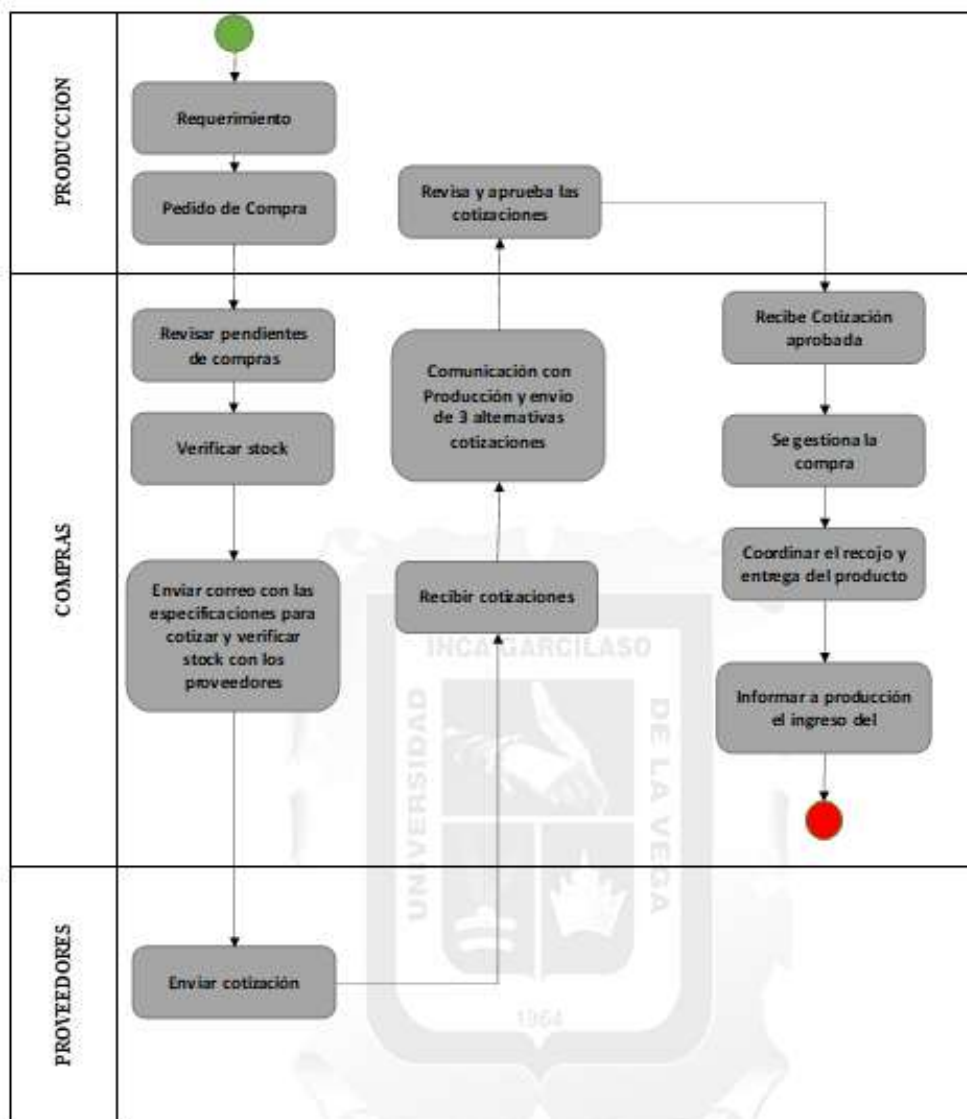 PRODUCCION
Requerimiento
Pedido de Compra
Revisa y aprueba las
cotizaciones
COMPRAS
Revisar pendientes
de compras
Verificar stock
Enviar correo con las
especificaciones para
cotizar y verificar
stock con los
proveedores
Comunicación con
Producción y envio
de 3 alternativas
cotizaciones
Recibir cotizaciones
Recibe Cotización
aprobada
Se gestiona la
compra
Coordinar el recojo y
entrega del producto
Informar a producción
el ingreso del
PROVEEDORES
Enviar cotización
UNIVERSIDAD
INCA GARCILASO
DE LA VEGA
1964